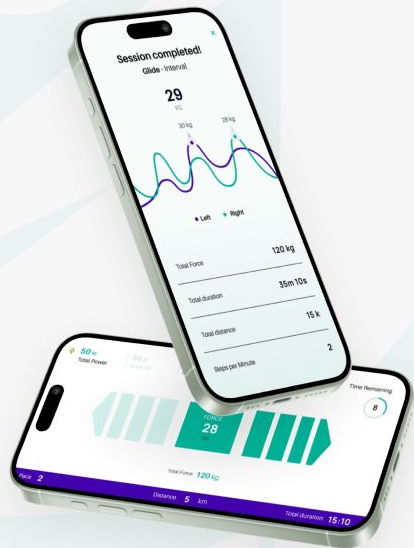 Session completed!
Glide - Interval
29
KG
30 kg 28 kg
Left Right
Total Force 120 kg
Total duration 35m 10s
Total distance 15 k
Steps per Minute 2
50 w
Total Power
Time Remaining
8
FORCE
28
Total Force 120 kg
Pace 2 Distance 5 km Total duration: 15:10